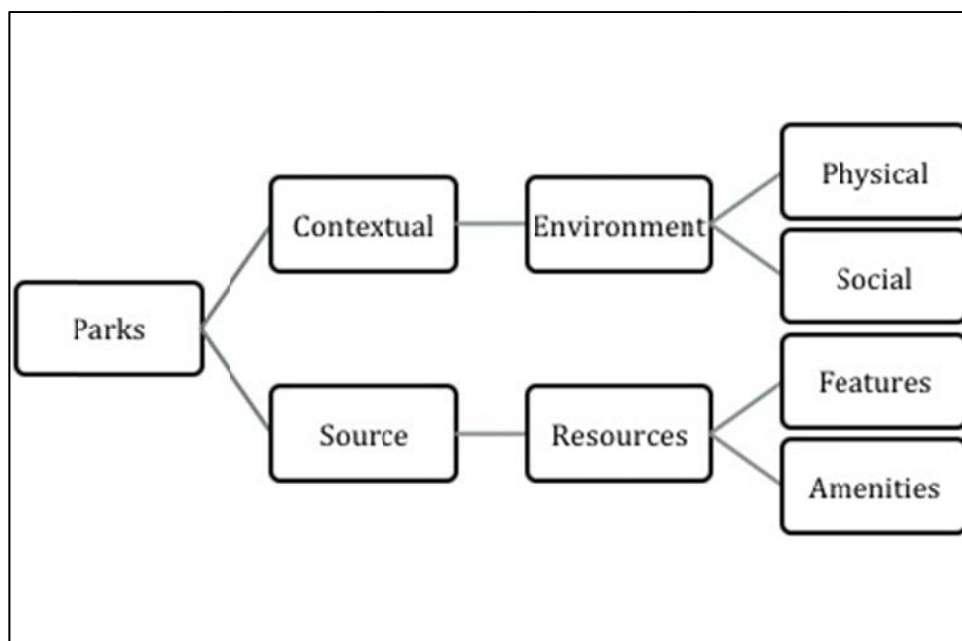 Physical
Contextual
Environment
Social
Parks
Features
Source
Resources
Amenities